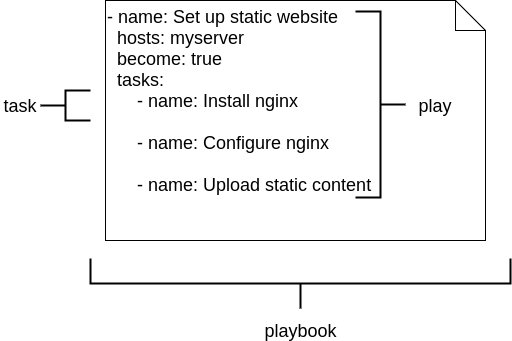 - name: Set up static website
hosts: myserver
become: true
tasks:
- name: Install nginx
task
play
- name: Configure nginx
- name: Upload static content
playbook